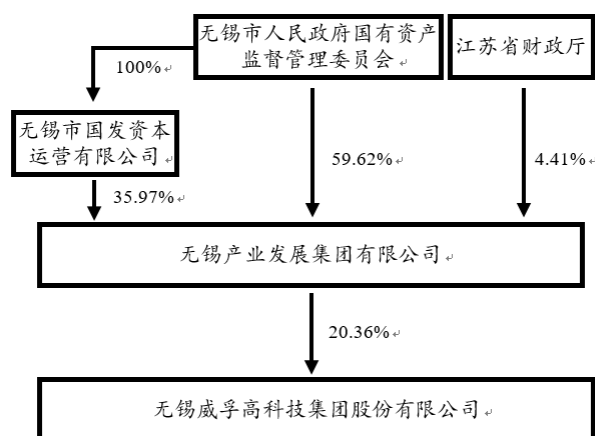 无锡市人民政府国有资产
监督管理委员会
江苏省财政厅
100%
无锡市国发资本
运营有限公司
59.62%
4.41%
35.97%
无锡产业发展集团有限公司
20.36%
无锡威孚高科技集团股份有限公司